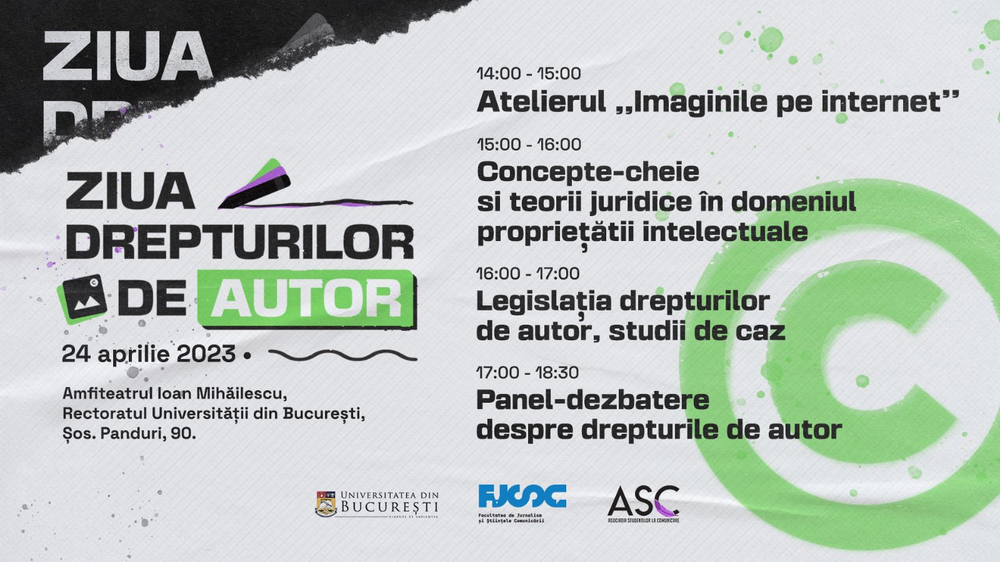 ZIUA
ZIUA
DREPTURILOR
DE AUTOR
24 aprilie 2023 •
Amfiteatrul Ioan Mihăilescu,
Rectoratul Universității din București,
Șos. Panduri, 90.
14:00 - 15:00
Atelierul ,,Imaginile pe internet”
15:00 - 16:00
Concepte-cheie
si teorii juridice în domeniul
propriețătii intelectuale
16:00 - 17:00
Legislația drepturilor
de autor, studii de caz
17:00 - 18:30
Panel-dezbatere
despre drepturile de autor
UNIVERSITATEA DIN
BUCUREȘTI
VIRTUTE ET SAPIENTIA
FJSC
Facultatea de Jurnalism
și Științele Comunicării
ASC
ASOCIAȚIA STUDENȚILOR LA COMUNICARE
©